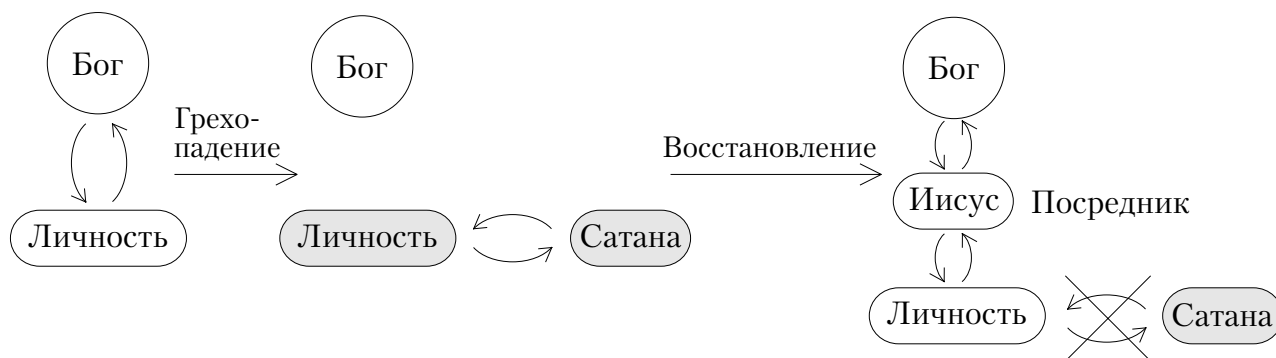 Бог
Личность
Грехо-
падение
Бог
Личность
Сатана
Восстановление
Бог
Иисус
Посредник
Личность
Сатана